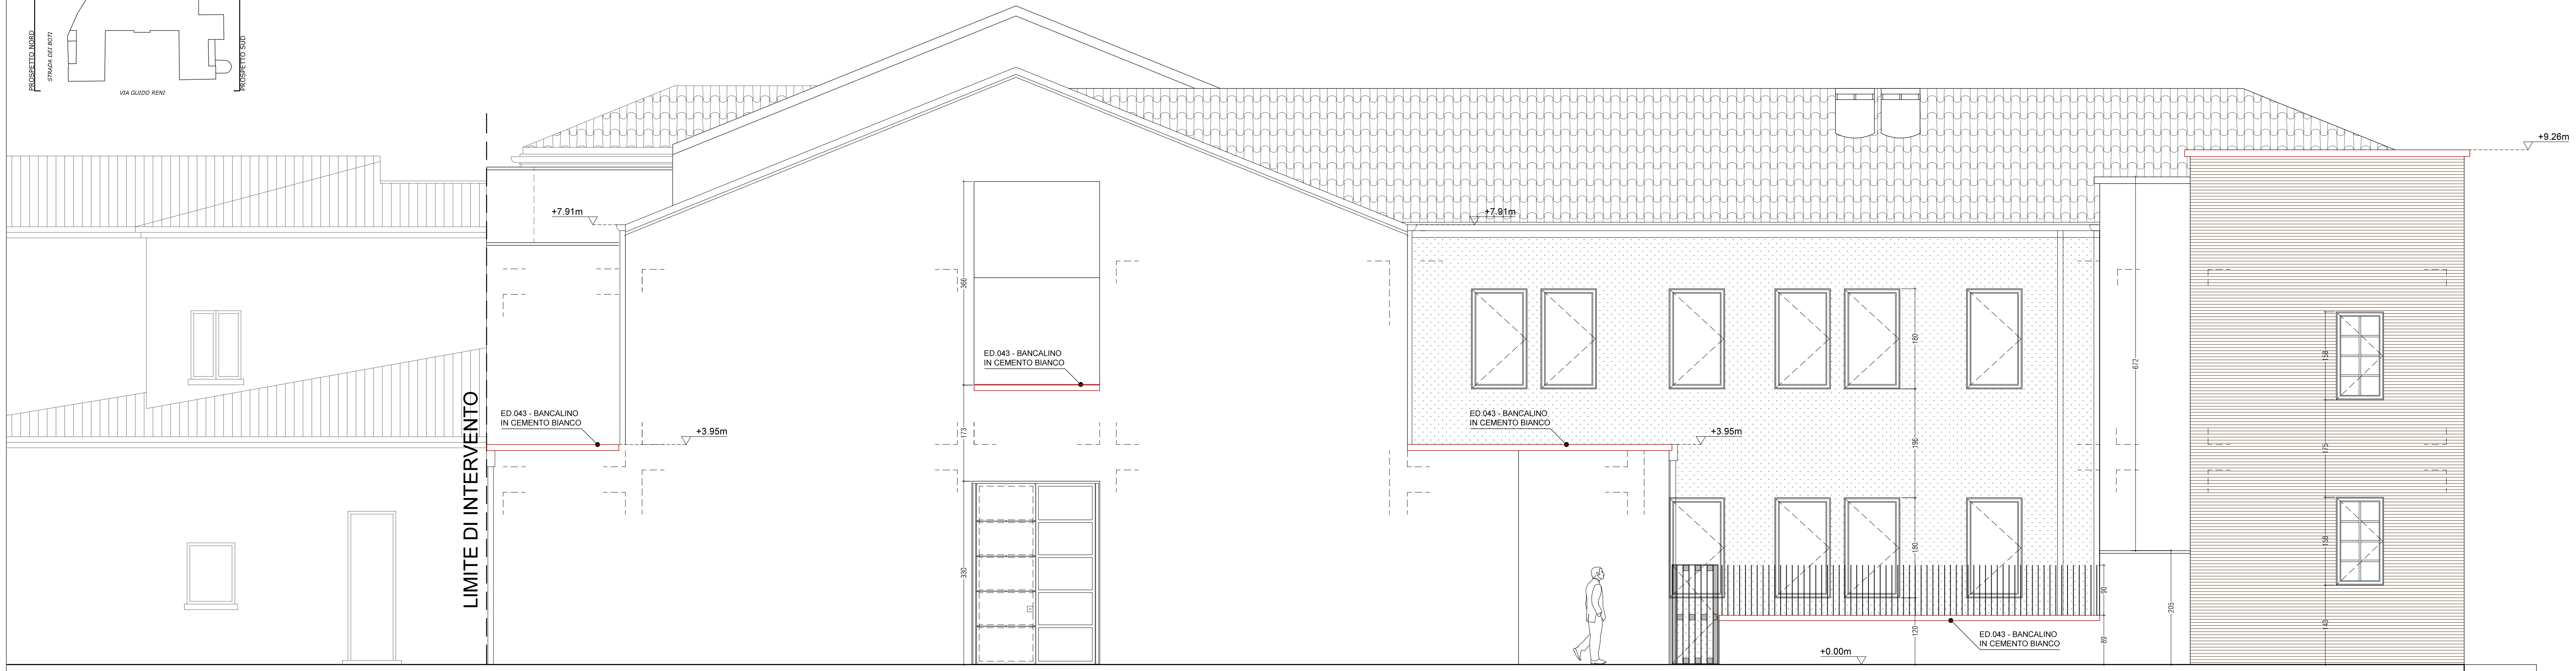 PROSPETTO NORD
STRADA DEI BOTI
PROSPETTO SUD
VIA GUIDO RENI
LIMITE DI INTERVENTO
+7.91m
+7.91m
+9.26m
366
ED.043 - BANCALINO
IN CEMENTO BIANCO
180
158
672
ED.043 - BANCALINO
IN CEMENTO BIANCO
+3.95m
173
ED.043 - BANCALINO
IN CEMENTO BIANCO
+3.95m
196
175
330
180
158
90
205
120
89
143
ED.043 - BANCALINO
IN CEMENTO BIANCO
+0.00m